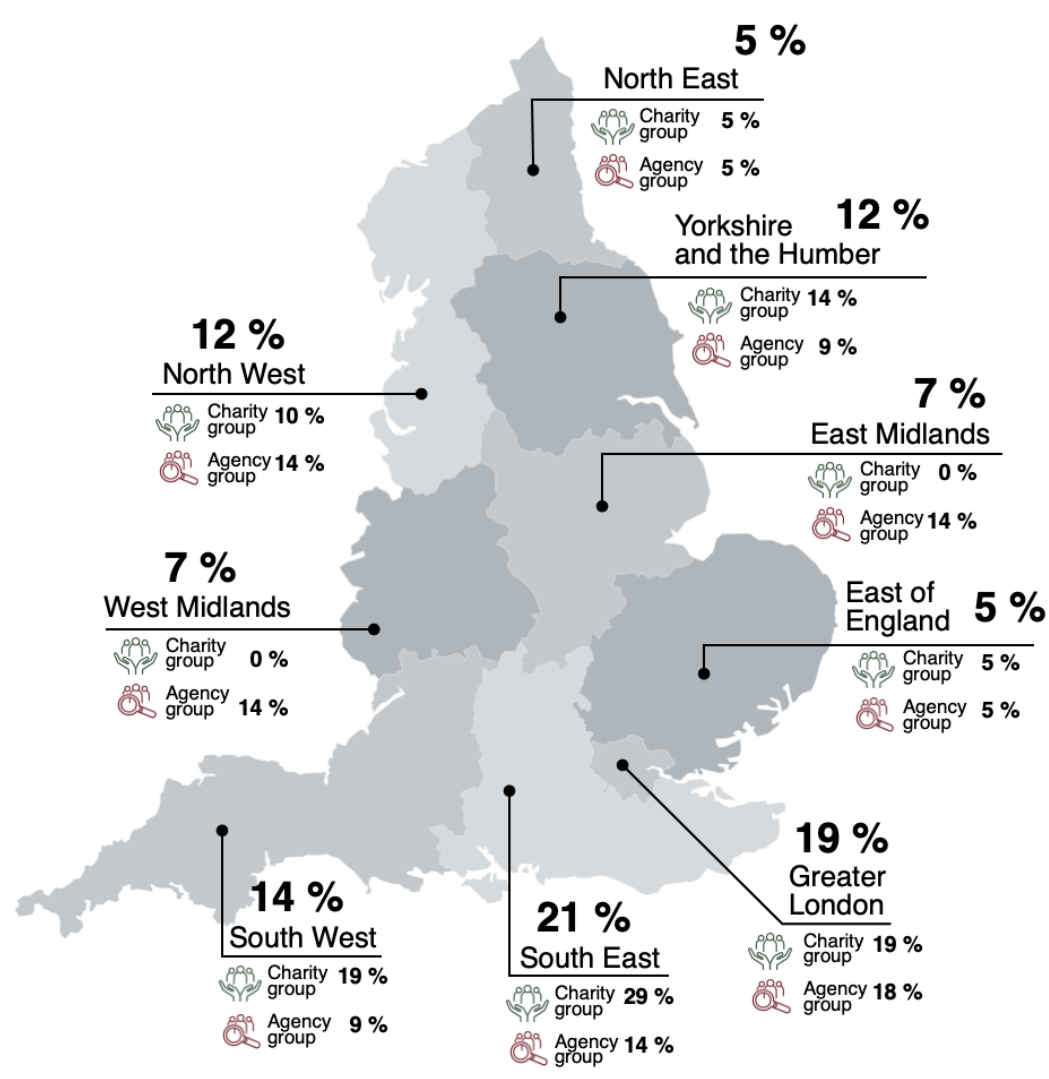 5 %
North East
Charity group 5 %
Agency group 5 %
12 %
Yorkshire
and the Humber
Charity group 14 %
Agency group 9 %
12 %
North West
Charity group 10 %
Agency group 14 %
7 %
East Midlands
Charity group 0 %
Agency group 14 %
7 %
West Midlands
Charity group 0 %
Agency group 14 %
East of
England 5 %
Charity group 5 %
Agency group 5 %
19 %
Greater
London
Charity group 19 %
Agency group 18 %
14 %
South West
Charity group 19 %
Agency group 9 %
21 %
South East
Charity group 29 %
Agency group 14 %